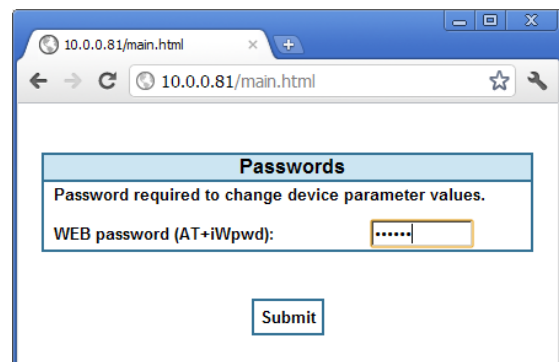 10.0.0.81/main.html
10.0.0.81/main.html
Passwords
Password required to change device parameter values.
WEB password (AT+iWpwd): ••••••
Submit